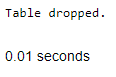 Table dropped.
0.01 seconds